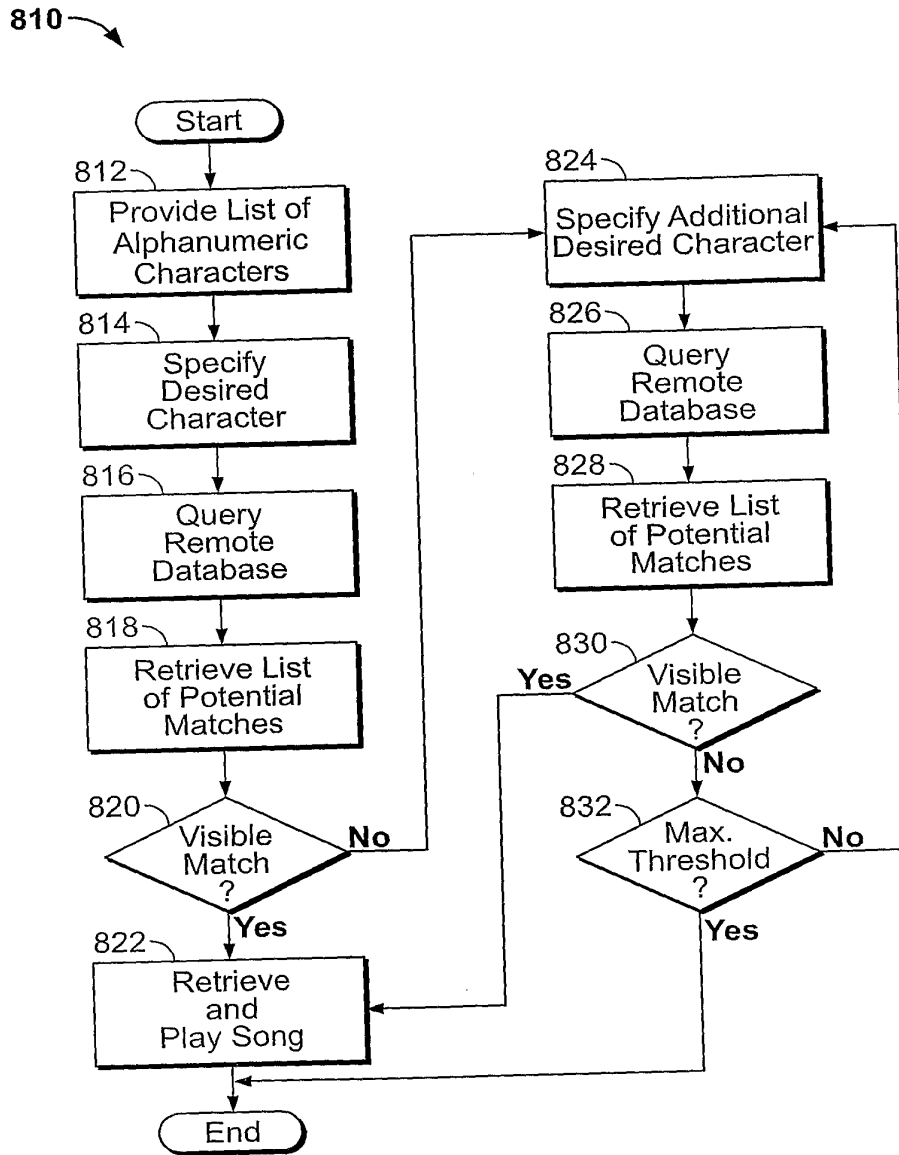 810
Start
812
Provide List of
Alphanumeric
Characters
814
Specify
Desired
Character
816
Query
Remote
Database
818
Retrieve List
of Potential
Matches
820
Visible
Match
?
No
Yes
822
Retrieve
and
Play Song
End
824
Specify Additional
Desired Character
826
Query
Remote
Database
828
Retrieve List
of Potential
Matches
830
Visible
Match
?
Yes
No
832
Max.
Threshold
?
No
Yes